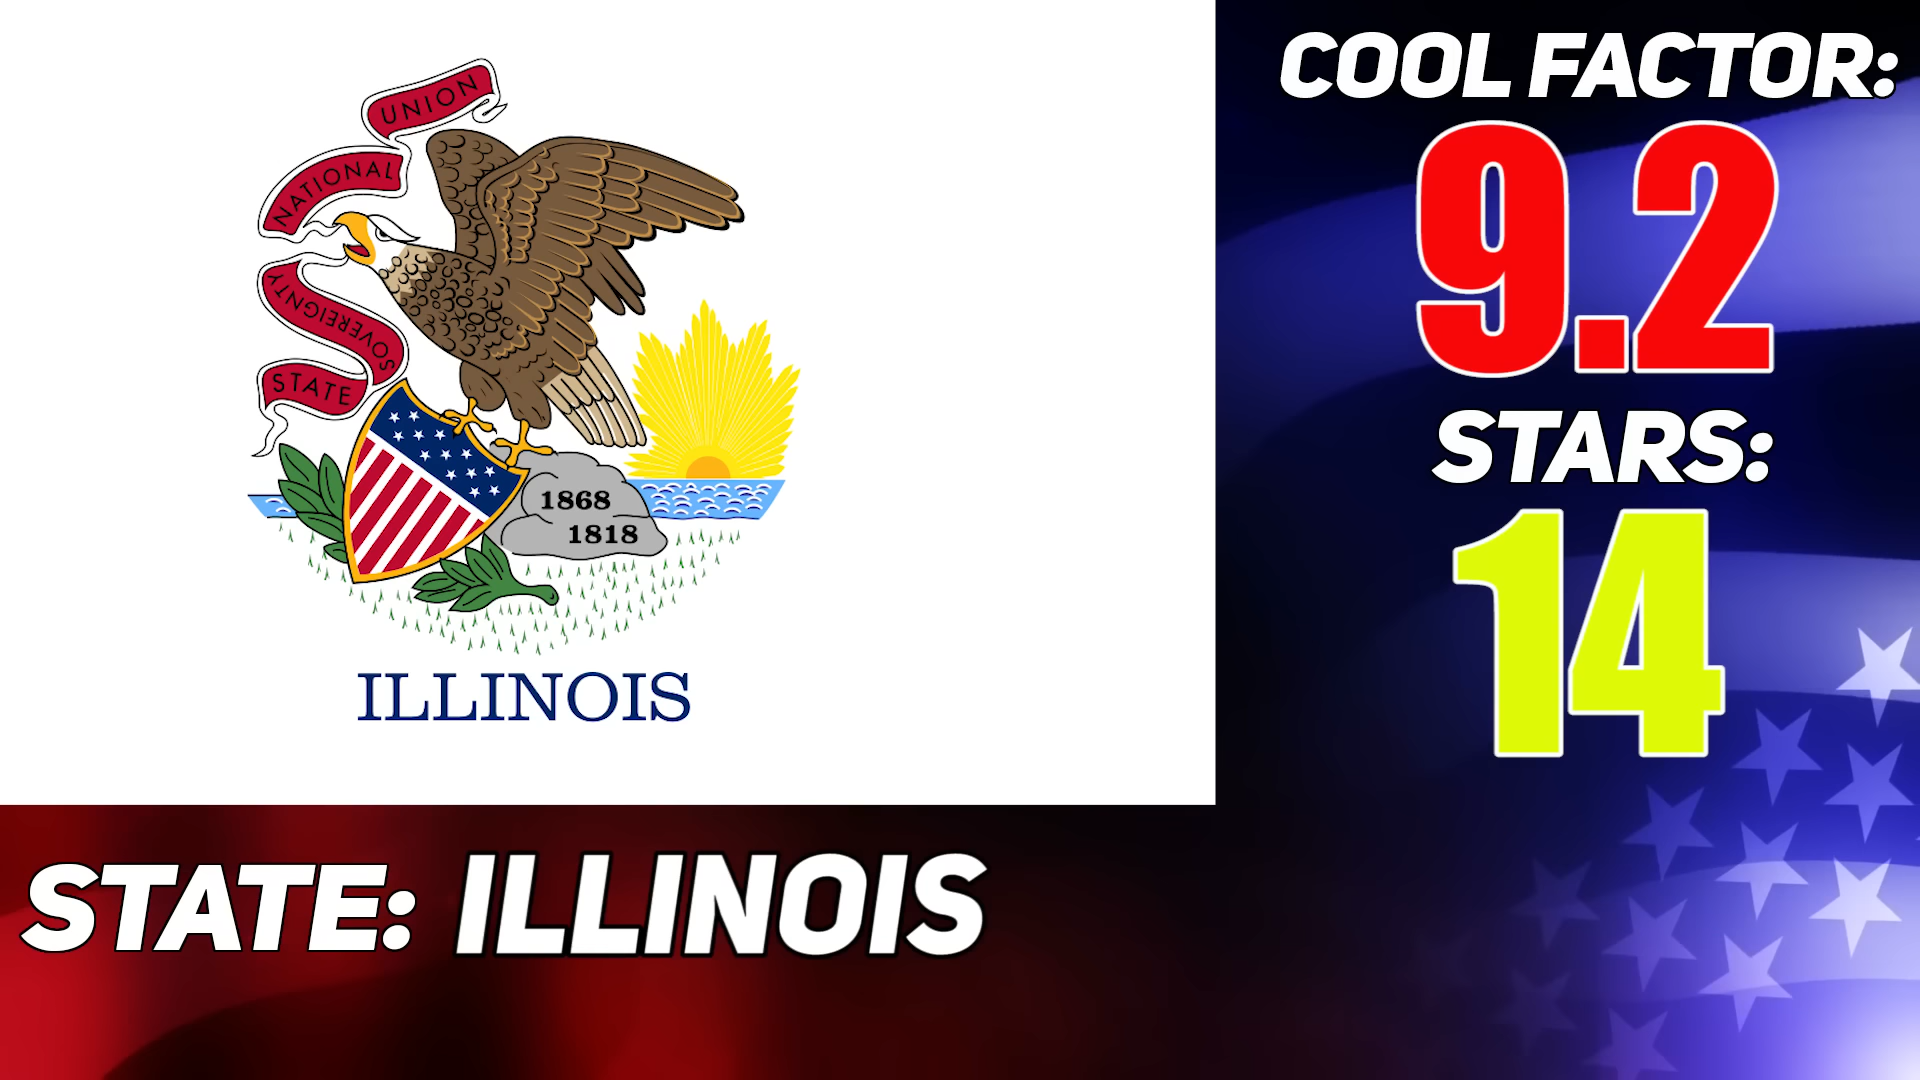 UNION
NATIONAL
SOVEREIGNTY
STATE
1868
1818
ILLINOIS
COOL FACTOR:
9.2
STARS:
14
STATE: ILLINOIS